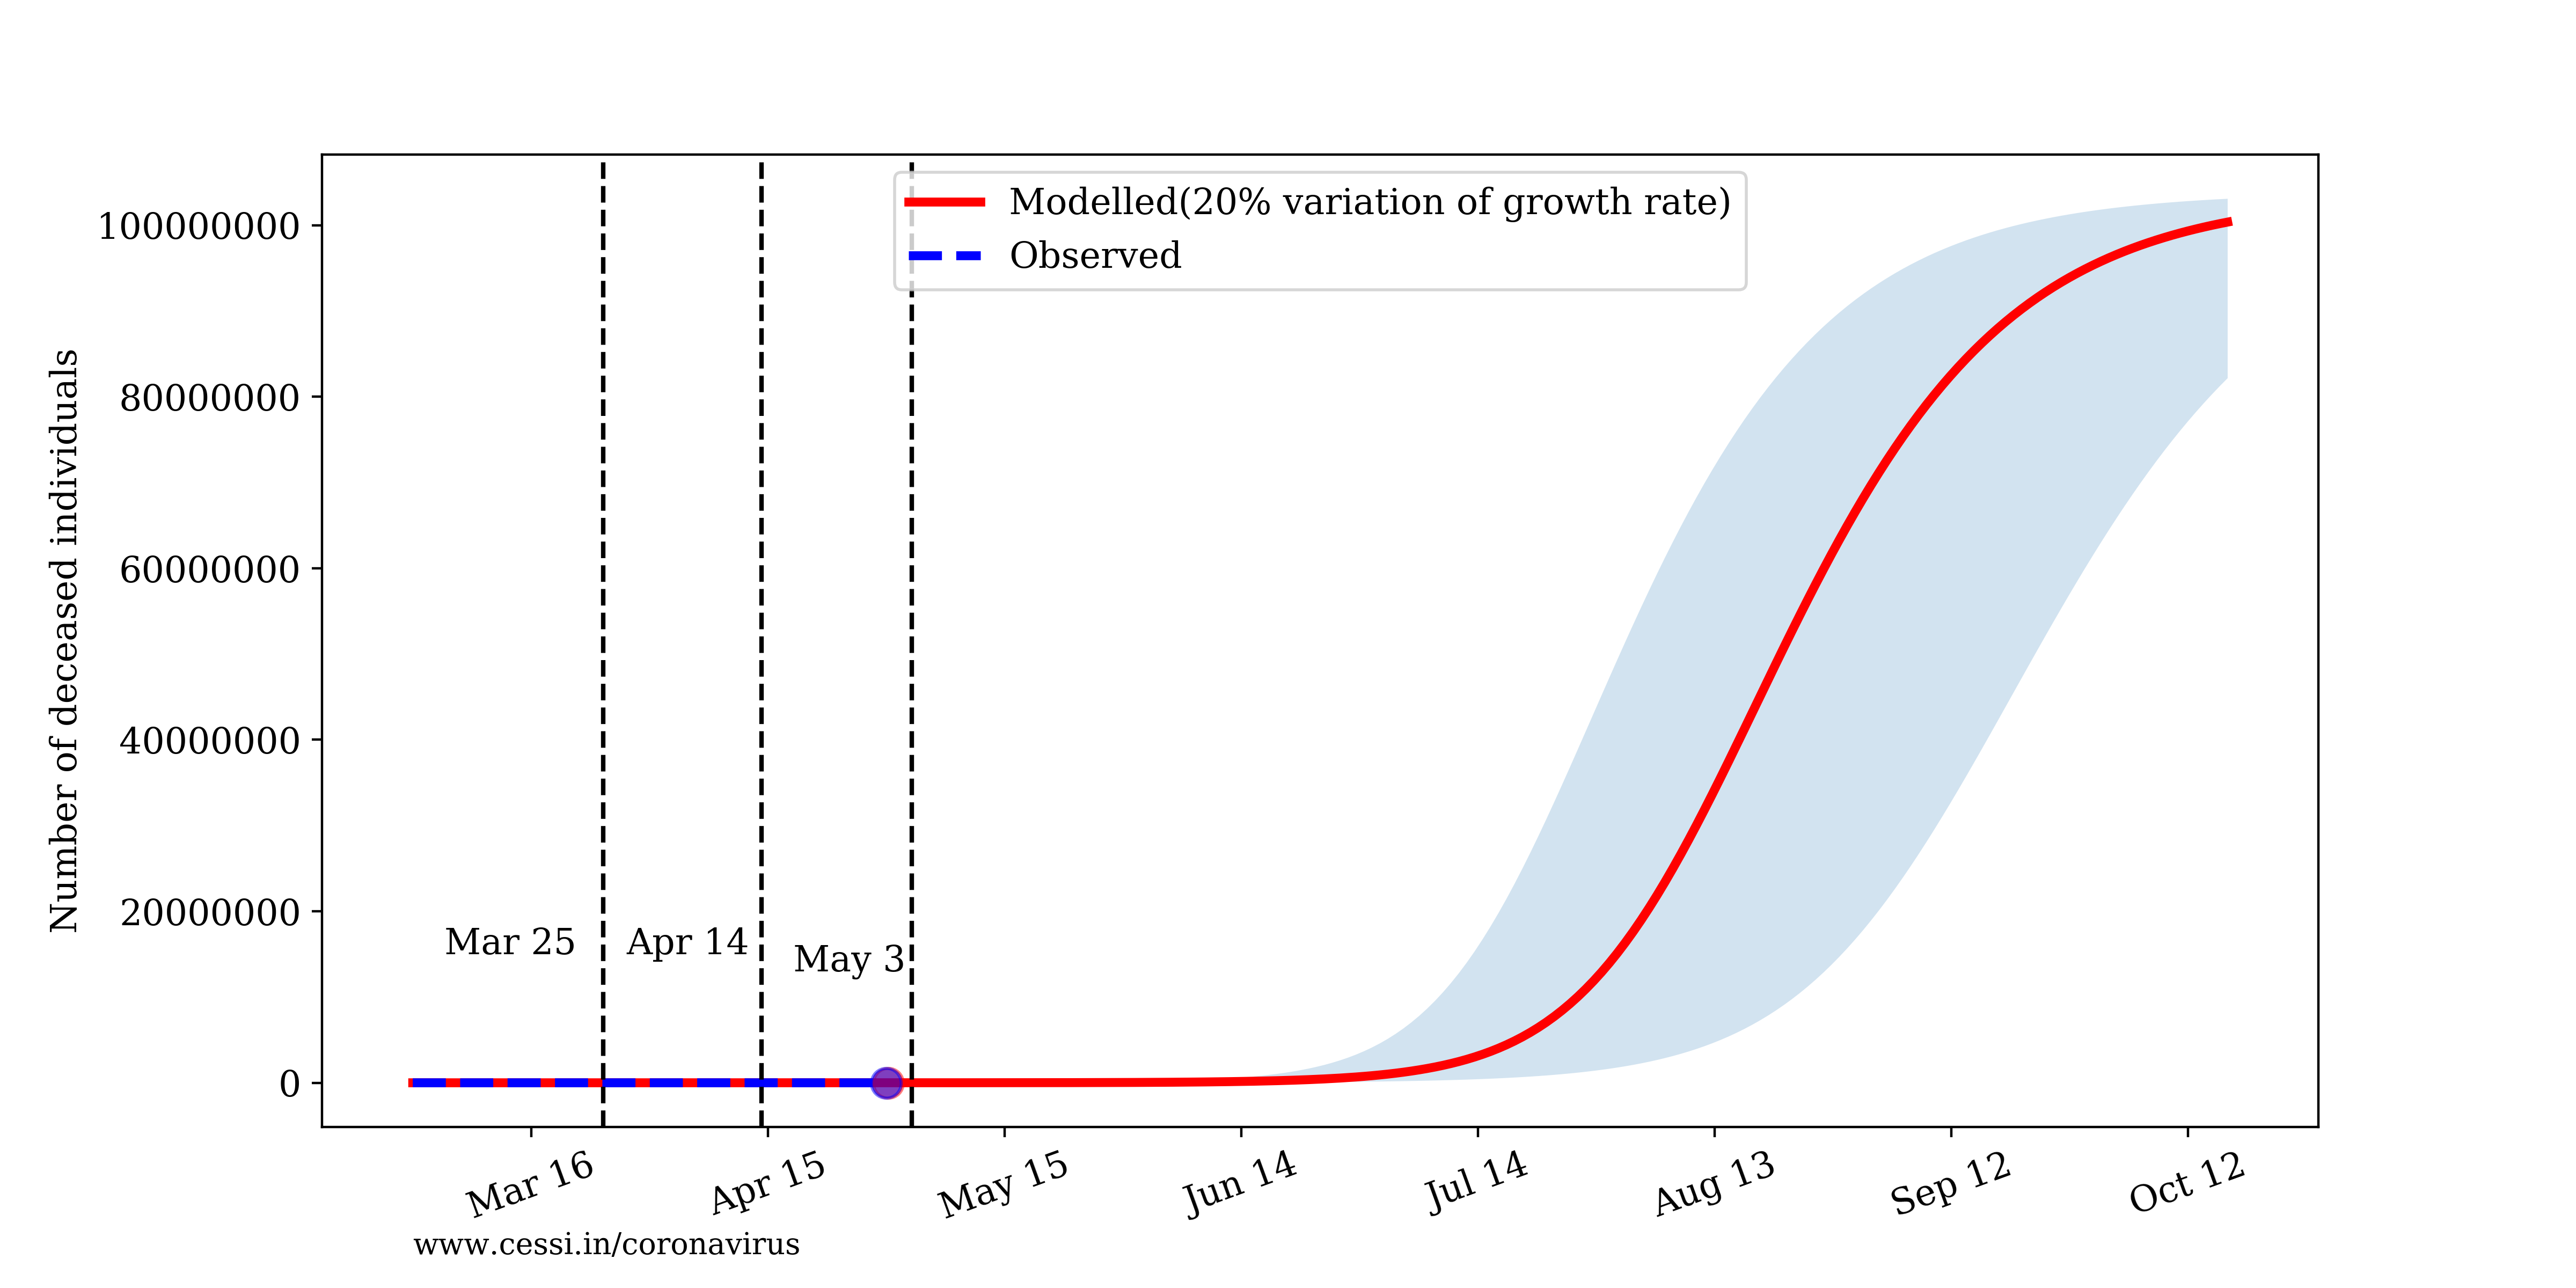 Modelled(20% variation of growth rate)
Observed
Number of deceased individuals
100000000
80000000
60000000
40000000
20000000
0
Mar 25
Apr 14
May 3
Mar 16
Apr 15
May 15
Jun 14
Jul 14
Aug 13
Sep 12
Oct 12
www.cessi.in/coronavirus